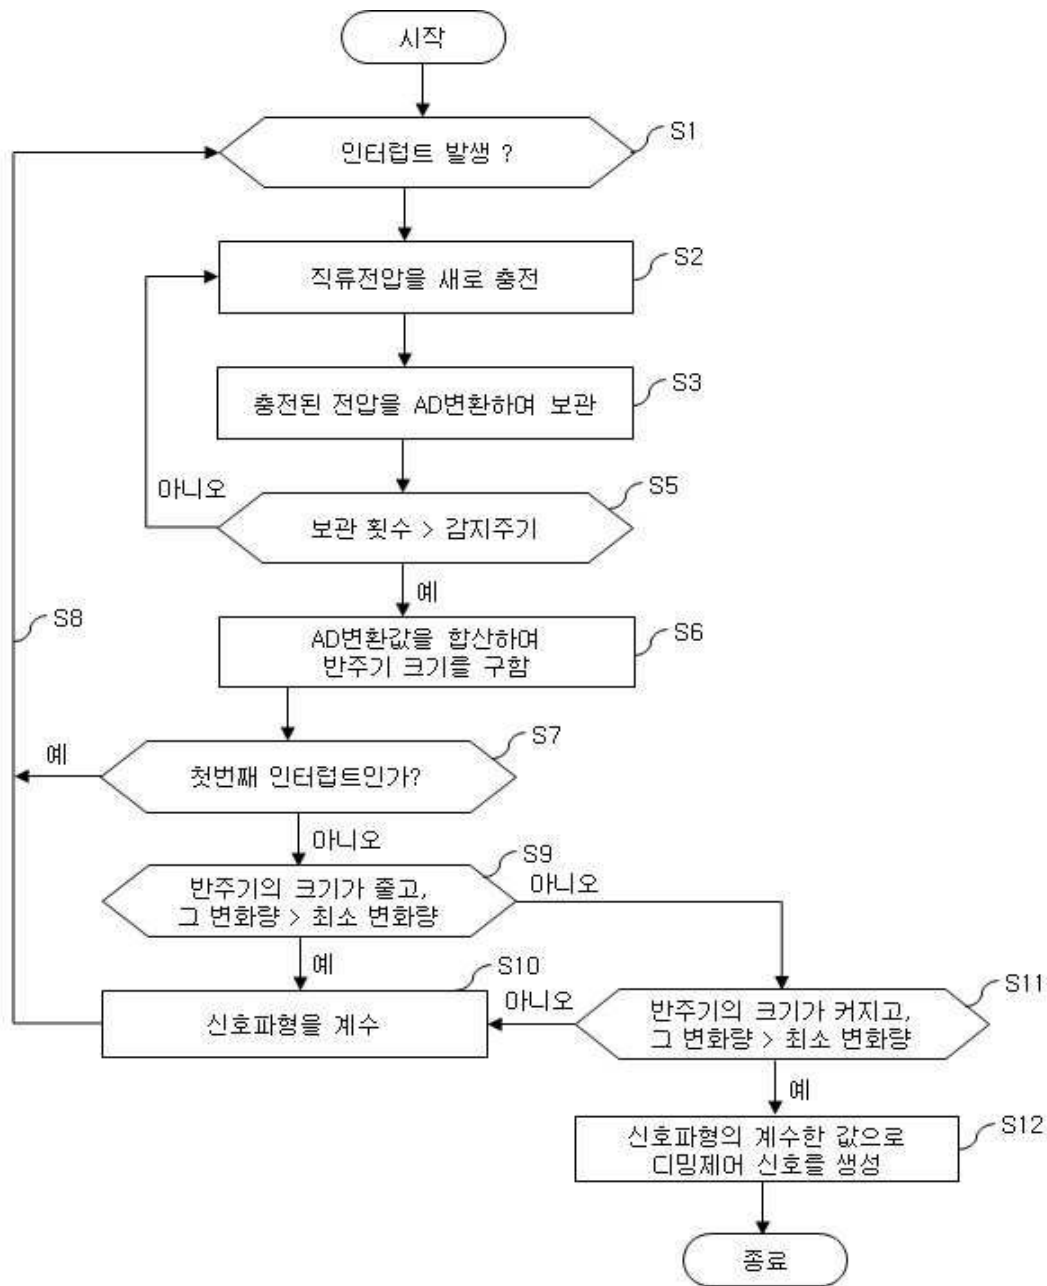 시작
인터럽트 발생 ?
S1
직류전압을 새로 충전
S2
충전된 전압을 AD변환하여 보관
S3
아니오
보관 횟수 > 감지주기
S5
예
S8
AD변환값을 합산하여
반주기 크기를 구함
S6
예
첫번째 인터럽트인가?
S7
아니오
반주기의 크기가 줄고,
그 변화량 > 최소 변화량
S9
아니오
예
신호파형을 계수
S10
아니오
반주기의 크기가 커지고,
그 변화량 > 최소 변화량
S11
예
신호파형의 계수한 값으로
디밍제어 신호를 생성
S12
종료